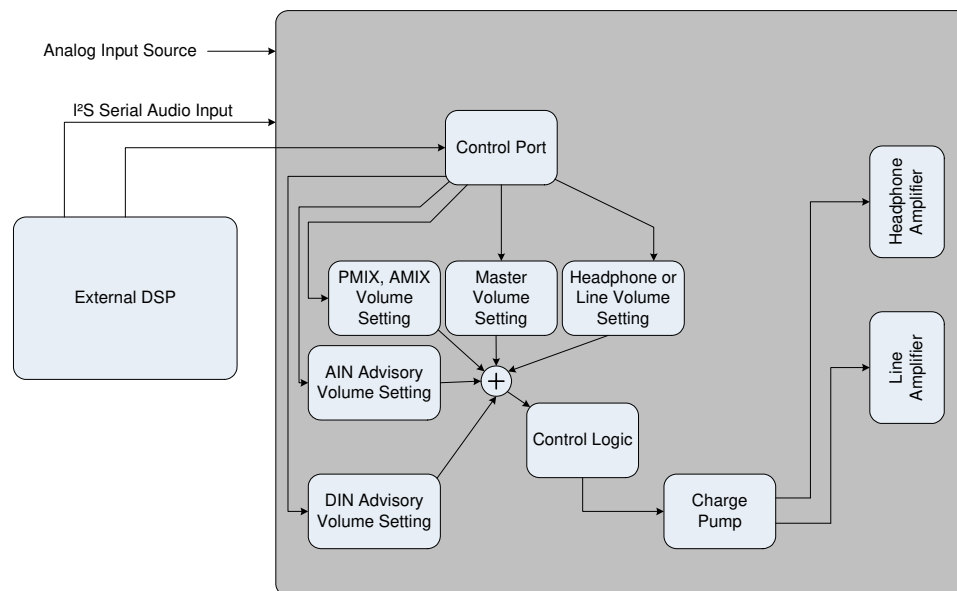 Analog Input Source
I²S Serial Audio Input
Control Port
External DSP
PMIX, AMIX
Volume
Setting
Master
Volume
Setting
Headphone or
Line Volume
Setting
AIN Advisory
Volume Setting
+
Control Logic
DIN Advisory
Volume Setting
Charge
Pump
Headphone
Amplifier
Line
Amplifier